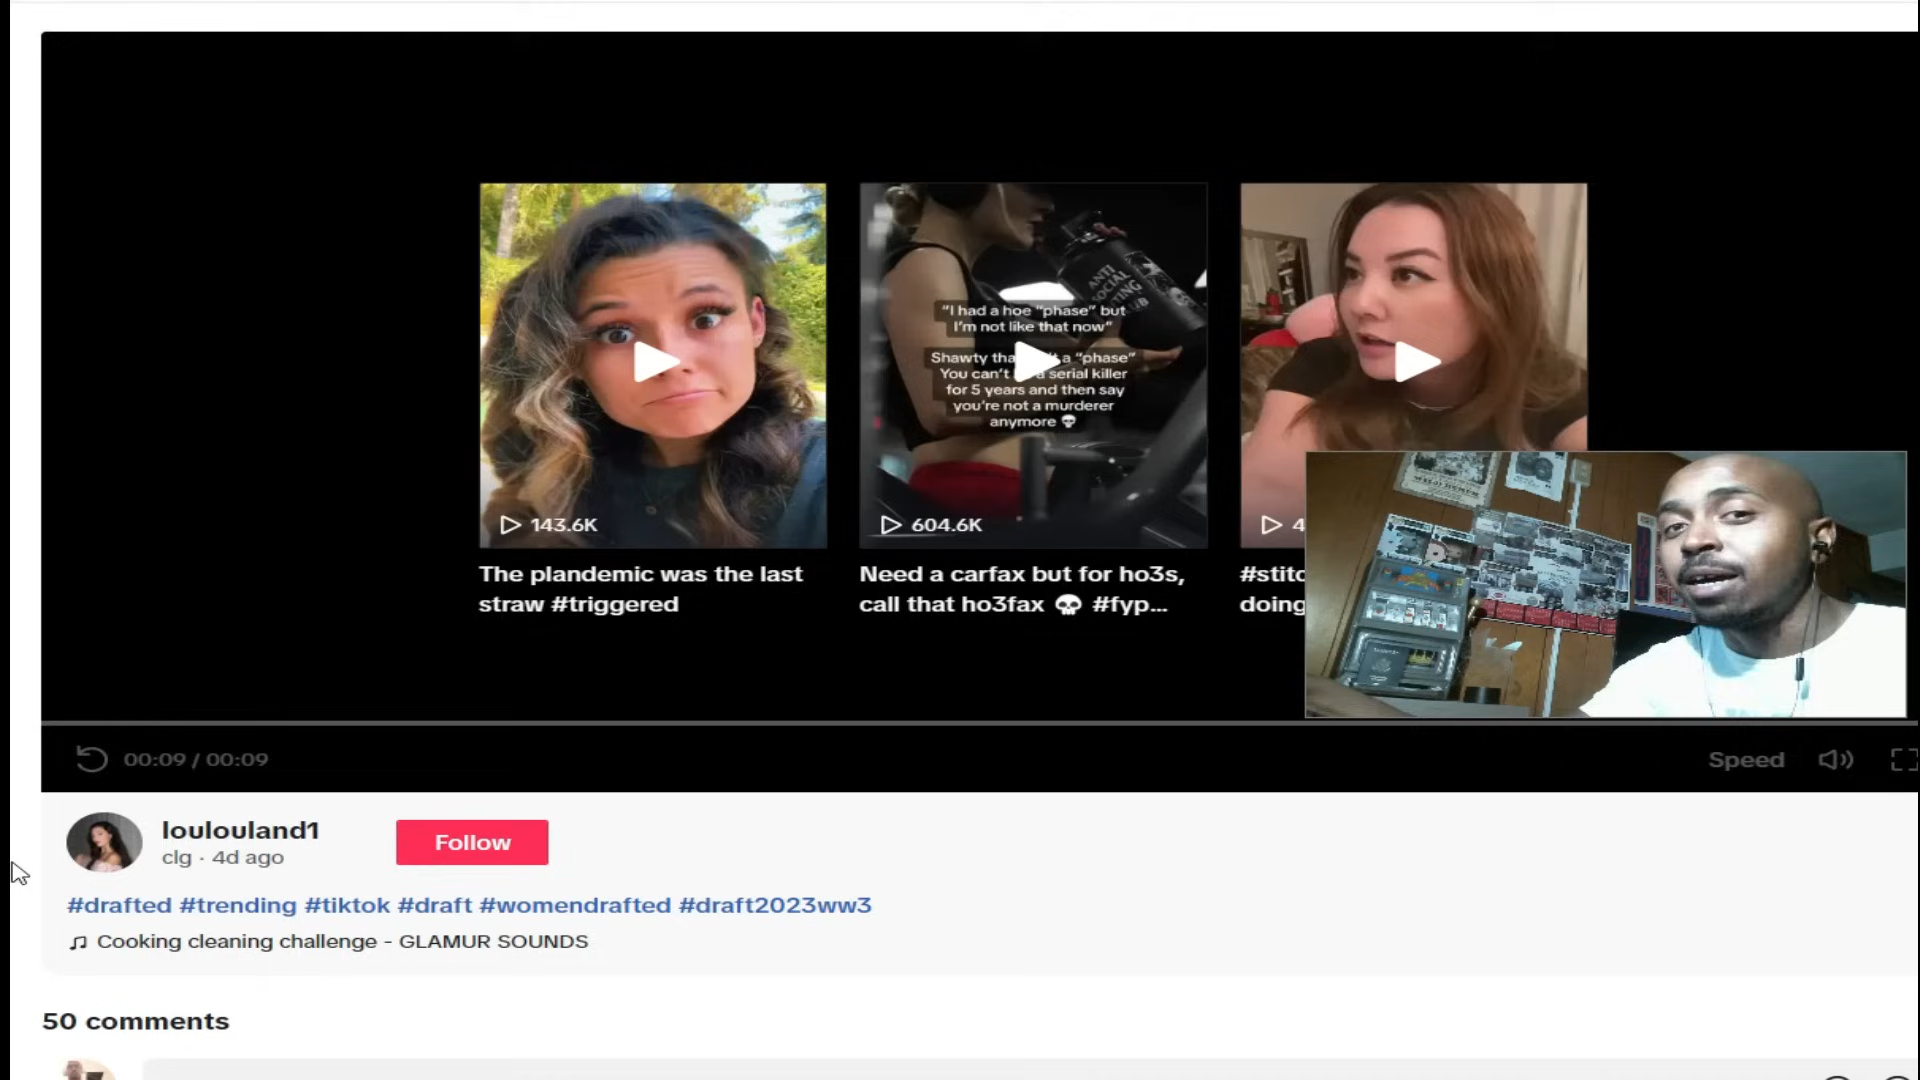 "I had a hoe "phase" but
I'm not like that now"
Shawty a "phase"
You can't a serial killer
for 5 years and then say
you're not a murderer
anymore 💀
ANTI
SOCIAL
143.6K
604.6K
4
The plandemic was the last
straw #triggered
Need a carfax but for ho3s,
call that ho3fax 💀 #fyp...
doing
00:09 / 00:09
Speed
loulouland1
clg · 4d ago
Follow
#drafted #trending #tiktok #draft #womendrafted #draft2023ww3
Cooking cleaning challenge - GLAMUR SOUNDS
50 comments